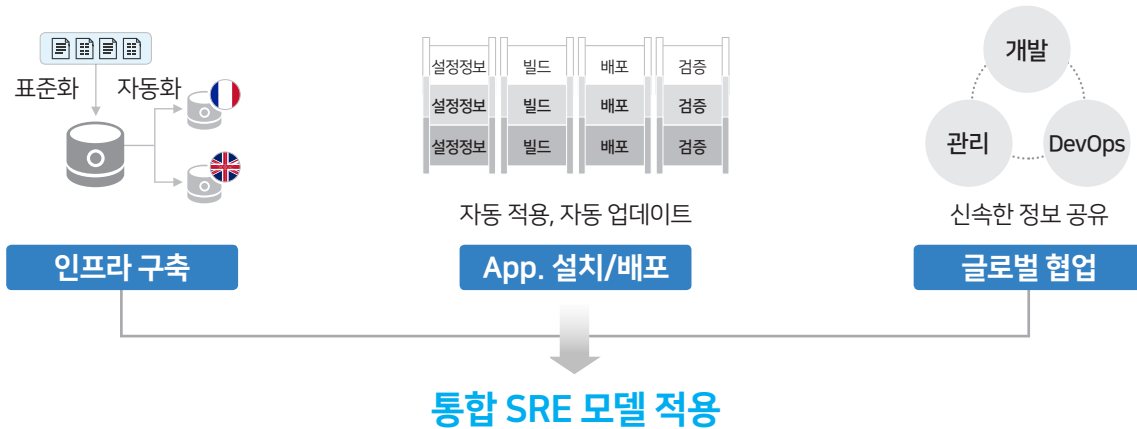 표준화 자동화
인프라 구축
설정정보 빌드 배포 검증
설정정보 빌드 배포 검증
설정정보 빌드 배포 검증
자동 적용, 자동 업데이트
App. 설치/배포
개발
관리 DevOps
신속한 정보 공유
글로벌 협업
통합 SRE 모델 적용